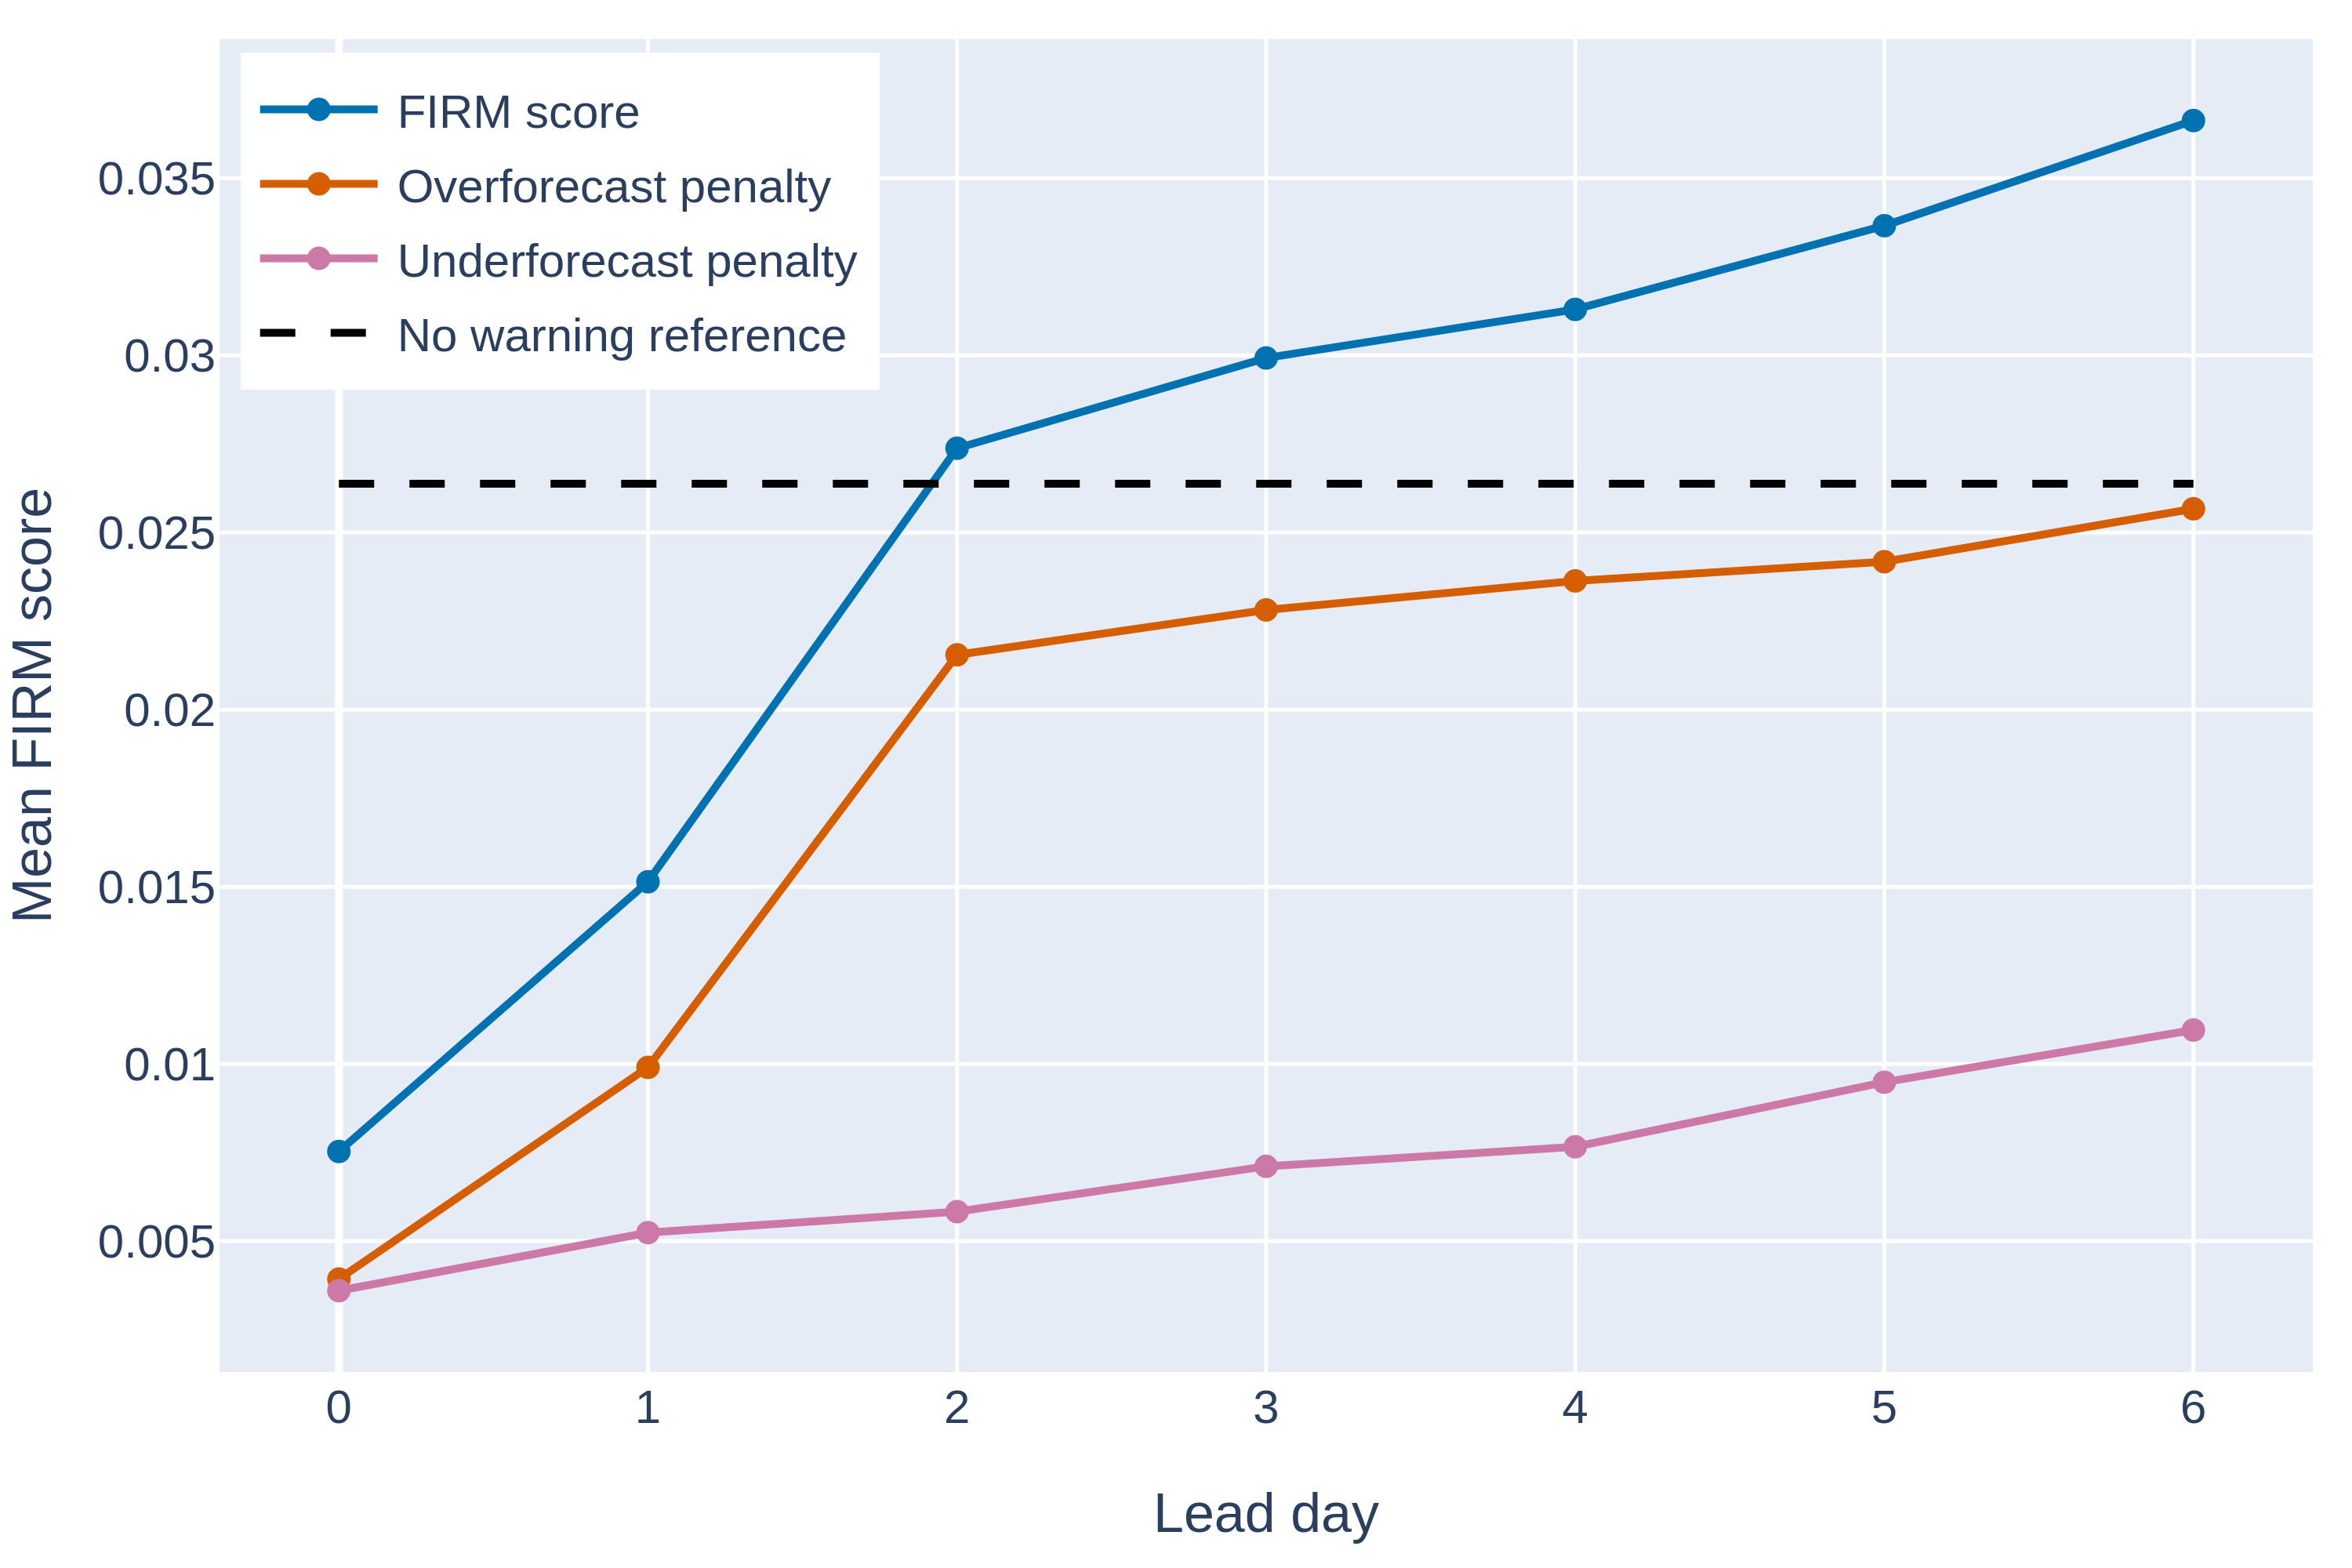 FIRM score
Overforecast penalty
Underforecast penalty
No warning reference
0.035
0.03
0.025
0.02
0.015
0.01
0.005
Mean FIRM score
0 1 2 3 4 5 6
Lead day